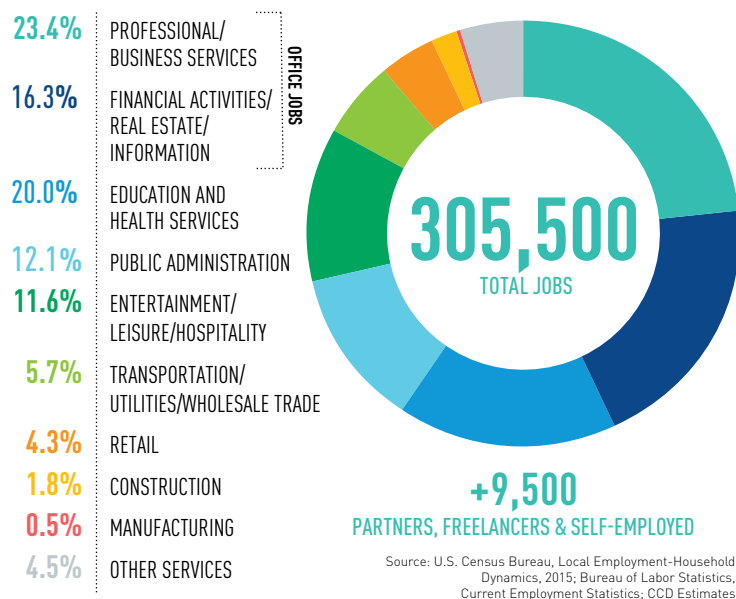 23.4%
PROFESSIONAL/
BUSINESS SERVICES
16.3%
FINANCIAL ACTIVITIES/
REAL ESTATE/
INFORMATION
OFFICE JOBS
20.0%
EDUCATION AND
HEALTH SERVICES
12.1%
PUBLIC ADMINISTRATION
11.6%
ENTERTAINMENT/
LEISURE/HOSPITALITY
5.7%
TRANSPORTATION/
UTILITIES/WHOLESALE TRADE
4.3%
RETAIL
1.8%
CONSTRUCTION
0.5%
MANUFACTURING
4.5%
OTHER SERVICES
305,500
TOTAL JOBS
+9,500
PARTNERS, FREELANCERS & SELF-EMPLOYED
Source: U.S. Census Bureau, Local Employment-Household
Dynamics, 2015; Bureau of Labor Statistics,
Current Employment Statistics; CCD Estimates